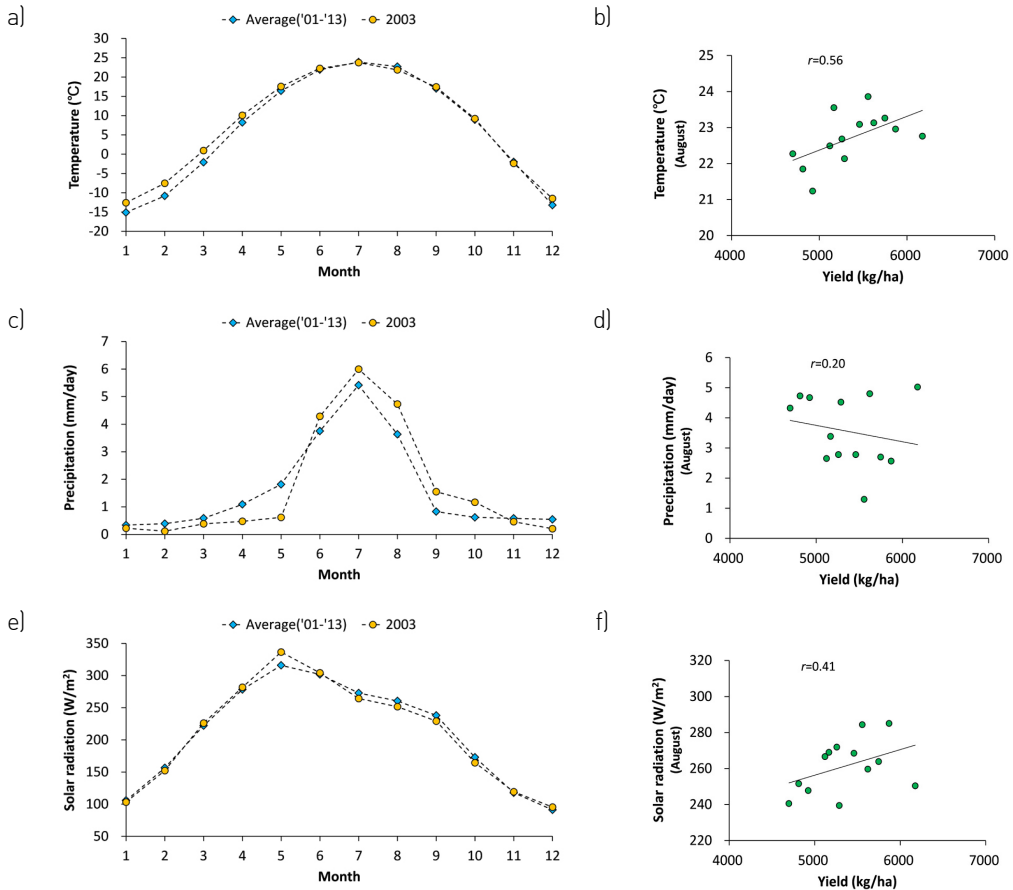 a)
Average('01-'13) 2003
Temperature (℃)
30
25
20
15
10
5
0
-5
-10
-15
-20
1 2 3 4 5 6 7 8 9 10 11 12
Month
b)
r=0.56
Temperature (℃)
(August)
25
24
23
22
21
20
4000 5000 6000 7000
Yield (kg/ha)
c)
Average('01-'13) 2003
Precipitation (mm/day)
7
6
5
4
3
2
1
0
1 2 3 4 5 6 7 8 9 10 11 12
Month
d)
r=0.20
Precipitation (mm/day)
(August)
6
5
4
3
2
1
0
4000 5000 6000 7000
Yield (kg/ha)
e)
Average('01-'13) 2003
Solar radiation (W/m²)
350
300
250
200
150
100
50
1 2 3 4 5 6 7 8 9 10 11 12
Month
f)
r=0.41
Solar radiation (W/m²)
(August)
320
300
280
260
240
220
4000 5000 6000 7000
Yield (kg/ha)